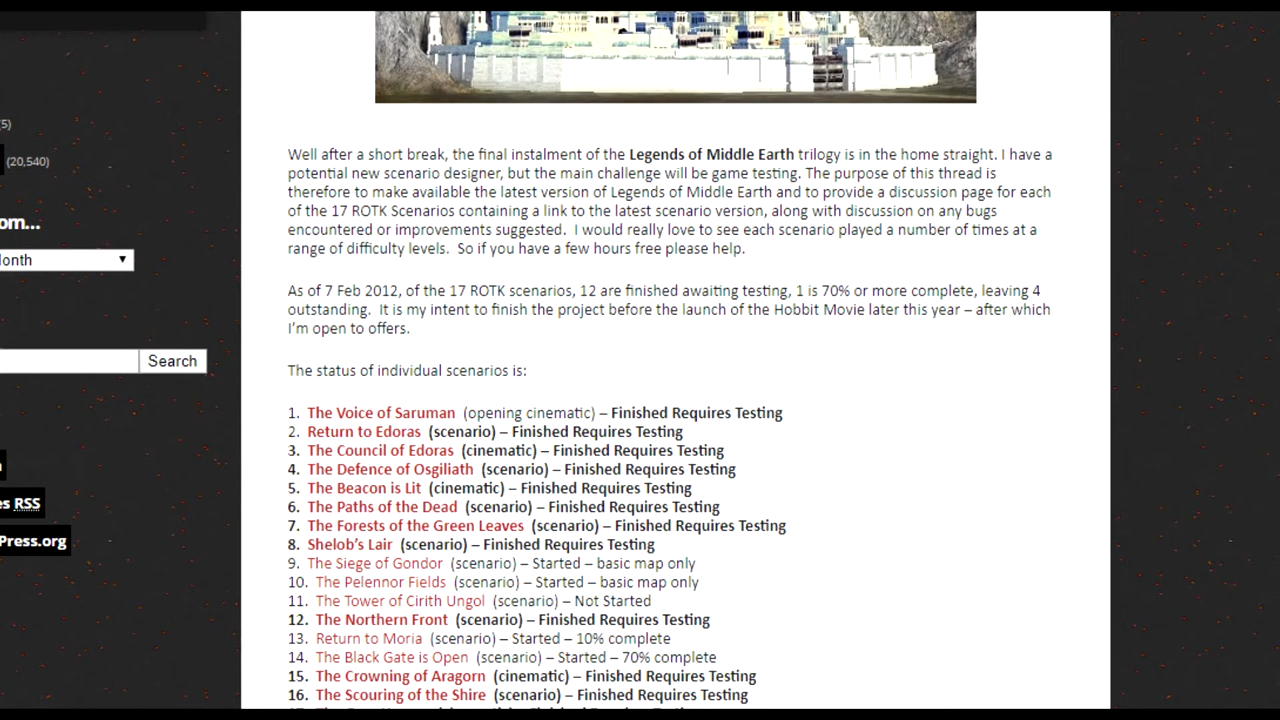 (5)
(20,540)
om...
onth
Search
es RSS
Press.org
Well after a short break, the final instalment of the Legends of Middle Earth trilogy is in the home straight. I have a
potential new scenario designer, but the main challenge will be game testing. The purpose of this thread is
therefore to make available the latest version of Legends of Middle Earth and to provide a discussion page for each
of the 17 ROTK Scenarios containing a link to the latest scenario version, along with discussion on any bugs
encountered or improvements suggested.  I would really love to see each scenario played a number of times at a
range of difficulty levels.  So if you have a few hours free please help.
As of 7 Feb 2012, of the 17 ROTK scenarios, 12 are finished awaiting testing, 1 is 70% or more complete, leaving 4
outstanding.  It is my intent to finish the project before the launch of the Hobbit Movie later this year – after which
I'm open to offers.
The status of individual scenarios is:
1. The Voice of Saruman (opening cinematic) – Finished Requires Testing
2. Return to Edoras (scenario) – Finished Requires Testing
3. The Council of Edoras (cinematic) – Finished Requires Testing
4. The Defence of Osgiliath (scenario) – Finished Requires Testing
5. The Beacon is Lit (cinematic) – Finished Requires Testing
6. The Paths of the Dead (scenario) – Finished Requires Testing
7. The Forests of the Green Leaves (scenario) – Finished Requires Testing
8. Shelob's Lair (scenario) – Finished Requires Testing
9. The Siege of Gondor (scenario) – Started – basic map only
10. The Pelennor Fields (scenario) – Started – basic map only
11. The Tower of Cirith Ungol (scenario) – Not Started
12. The Northern Front (scenario) – Finished Requires Testing
13. Return to Moria (scenario) – Started – 10% complete
14. The Black Gate is Open (scenario) – Started – 70% complete
15. The Crowning of Aragorn (cinematic) – Finished Requires Testing
16. The Scouring of the Shire (scenario) – Finished Requires Testing